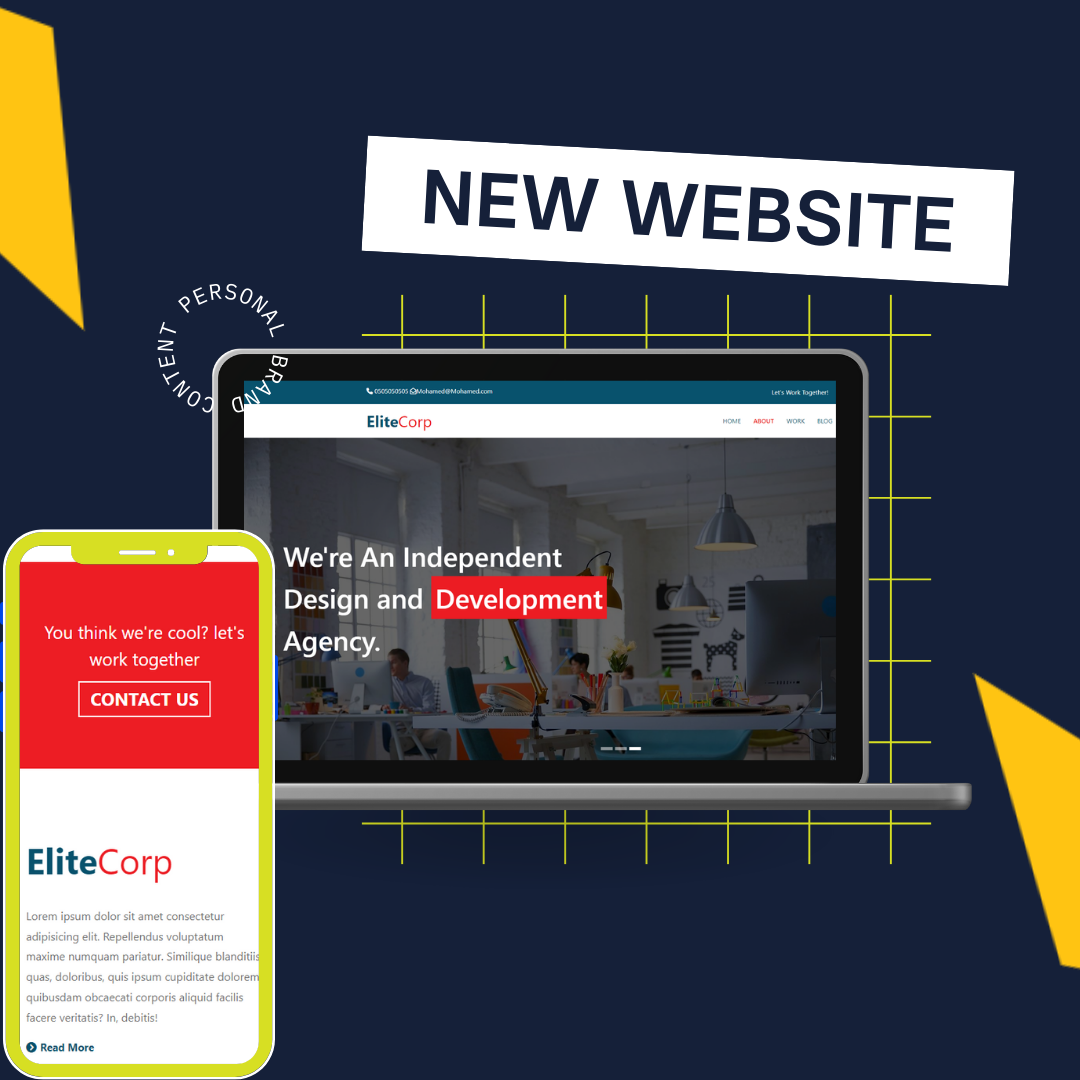 NEW WEBSITE
PERSONAL BRAND CONTENT
0505050505 Mohamed@Mohamed.com
Let's Work Together!
EliteCorp
HOME ABOUT WORK BLOG
We're An Independent
Design and Development
Agency.
You think we're cool? let's
work together
CONTACT US
EliteCorp
Lorem ipsum dolor sit amet consectetur
adipisicing elit. Repellendus voluptatum
maxime numquam pariatur. Similique blanditiis
quas, doloribus, quis ipsum cupiditate dolorem
quibusdam obcaecati corporis aliquid facilis
facere veritatis? In, debitis!
Read More